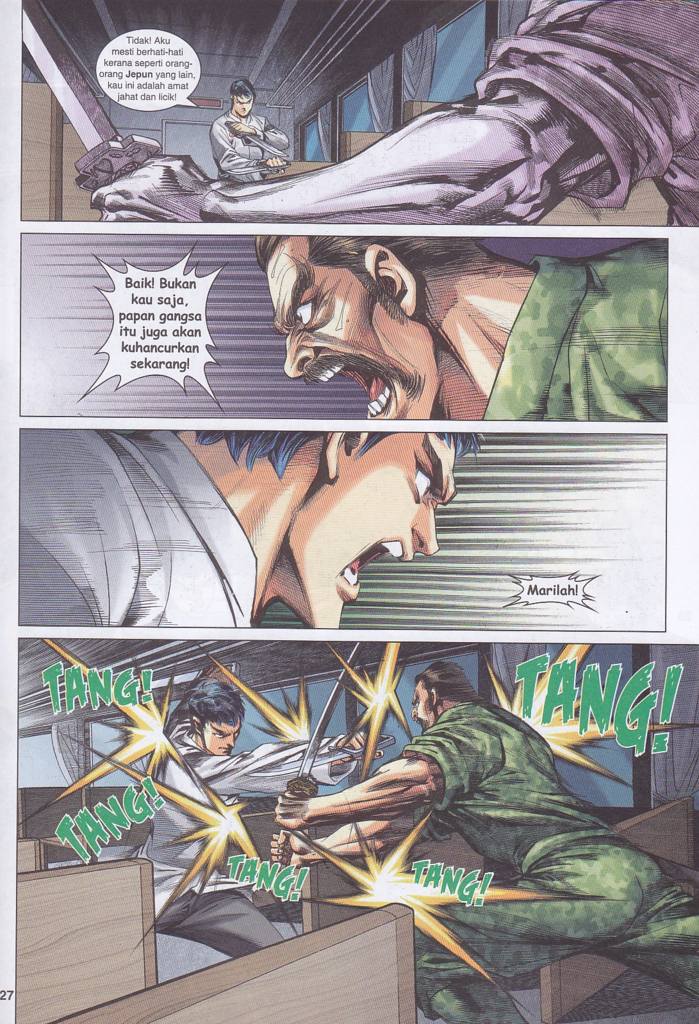 Tidak! Aku
mesti berhati-hati
kerana seperti orang-
orang Jepun yang lain,
kau ini adalah amat
jahat dan licik!
Baik! Bukan
kau saja,
papan gangsa
itu juga akan
kuhancurkan
sekarang!
Marilah!
TANG!
TANG!
TANG!
TANG!
TANG!
27